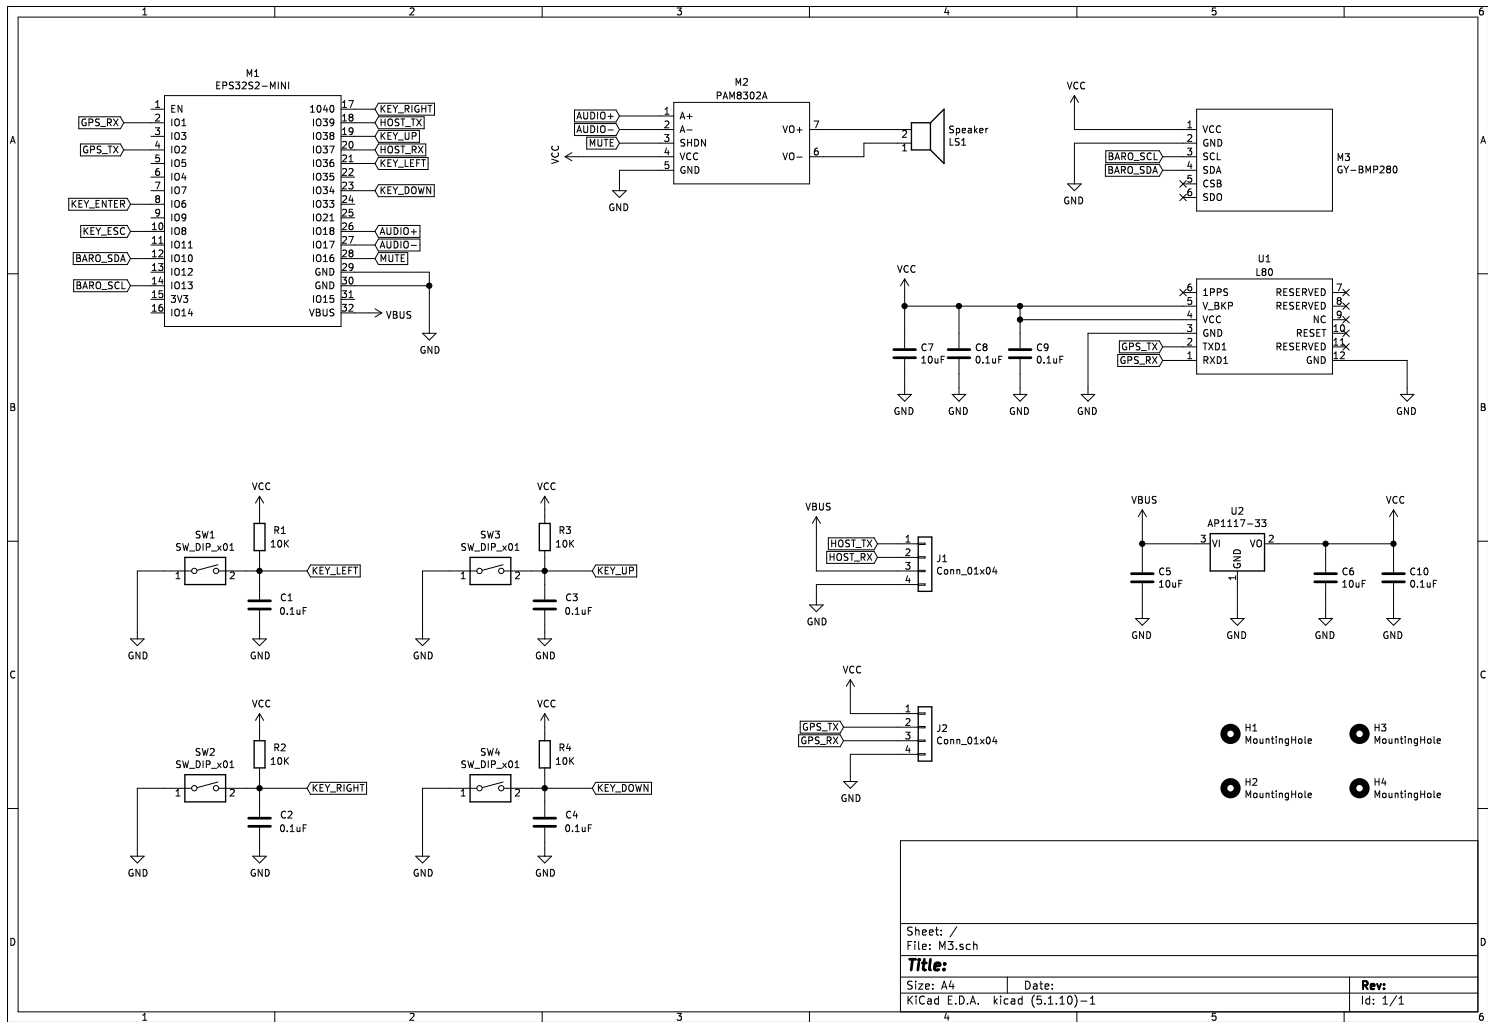 1 2 3 4 5 6
A A
B B
C C
D D
M1
EPS32S2-MINI
1 EN
2 IO1
3 IO3
4 IO2
5 IO5
6 IO4
7 IO7
8 IO6
9 IO9
10 IO8
11 IO11
12 IO10
13 IO12
14 IO13
15 3V3
16 IO14
1040 17
IO39 18
IO38 19
IO37 20
IO36 21
IO35 22
IO34 23
IO33 24
IO21 25
IO18 26
IO17 27
IO16 28
GND 29
GND 30
IO15 31
VBUS 32
GPS_RX
GPS_TX
KEY_ENTER
KEY_ESC
BARO_SDA
BARO_SCL
KEY_RIGHT
HOST_TX
KEY_UP
HOST_RX
KEY_LEFT
KEY_DOWN
AUDIO+
AUDIO-
MUTE
VBUS
GND
M2
PAM8302A
AUDIO+ 1 A+
AUDIO- 2 A-
MUTE 3 SHDN
VCC 4 VCC
5 GND
GND
VO+ 7
VO- 6
2
1
Speaker
LS1
VCC
1 VCC
2 GND
BARO_SCL 3 SCL
BARO_SDA 4 SDA
5 CSB
6 SDO
GND
M3
GY-BMP280
U1
L80
VCC
6 1PPS
5 V_BKP
4 VCC
3 GND
GPS_TX 2 TXD1
GPS_RX 1 RXD1
RESERVED 7
RESERVED 8
NC 9
RESET 10
RESERVED 11
GND 12
C7
10uF
C8
0.1uF
C9
0.1uF
GND GND GND GND GND
VCC
R1
10K
SW1
SW_DIP_x01
1 2
KEY_LEFT
C1
0.1uF
GND GND
VCC
R3
10K
SW3
SW_DIP_x01
1 2
KEY_UP
C3
0.1uF
GND GND
VBUS
HOST_TX 1
HOST_RX 2
3
4
J1
Conn_01x04
GND
VBUS
U2
AP1117-33
VCC
3 VI
VO 2
GND
1
C5
10uF
C6
10uF
C10
0.1uF
GND GND GND GND
VCC
R2
10K
SW2
SW_DIP_x01
1 2
KEY_RIGHT
C2
0.1uF
GND GND
VCC
R4
10K
SW4
SW_DIP_x01
1 2
KEY_DOWN
C4
0.1uF
GND GND
VCC
1
GPS_TX 2
GPS_RX 3
4
J2
Conn_01x04
GND
H1
MountingHole
H3
MountingHole
H2
MountingHole
H4
MountingHole
Sheet: /
File: M3.sch
Title:
Size: A4 Date: Rev:
KiCad E.D.A. kicad (5.1.10)-1 Id: 1/1
1 2 3 4 5 6